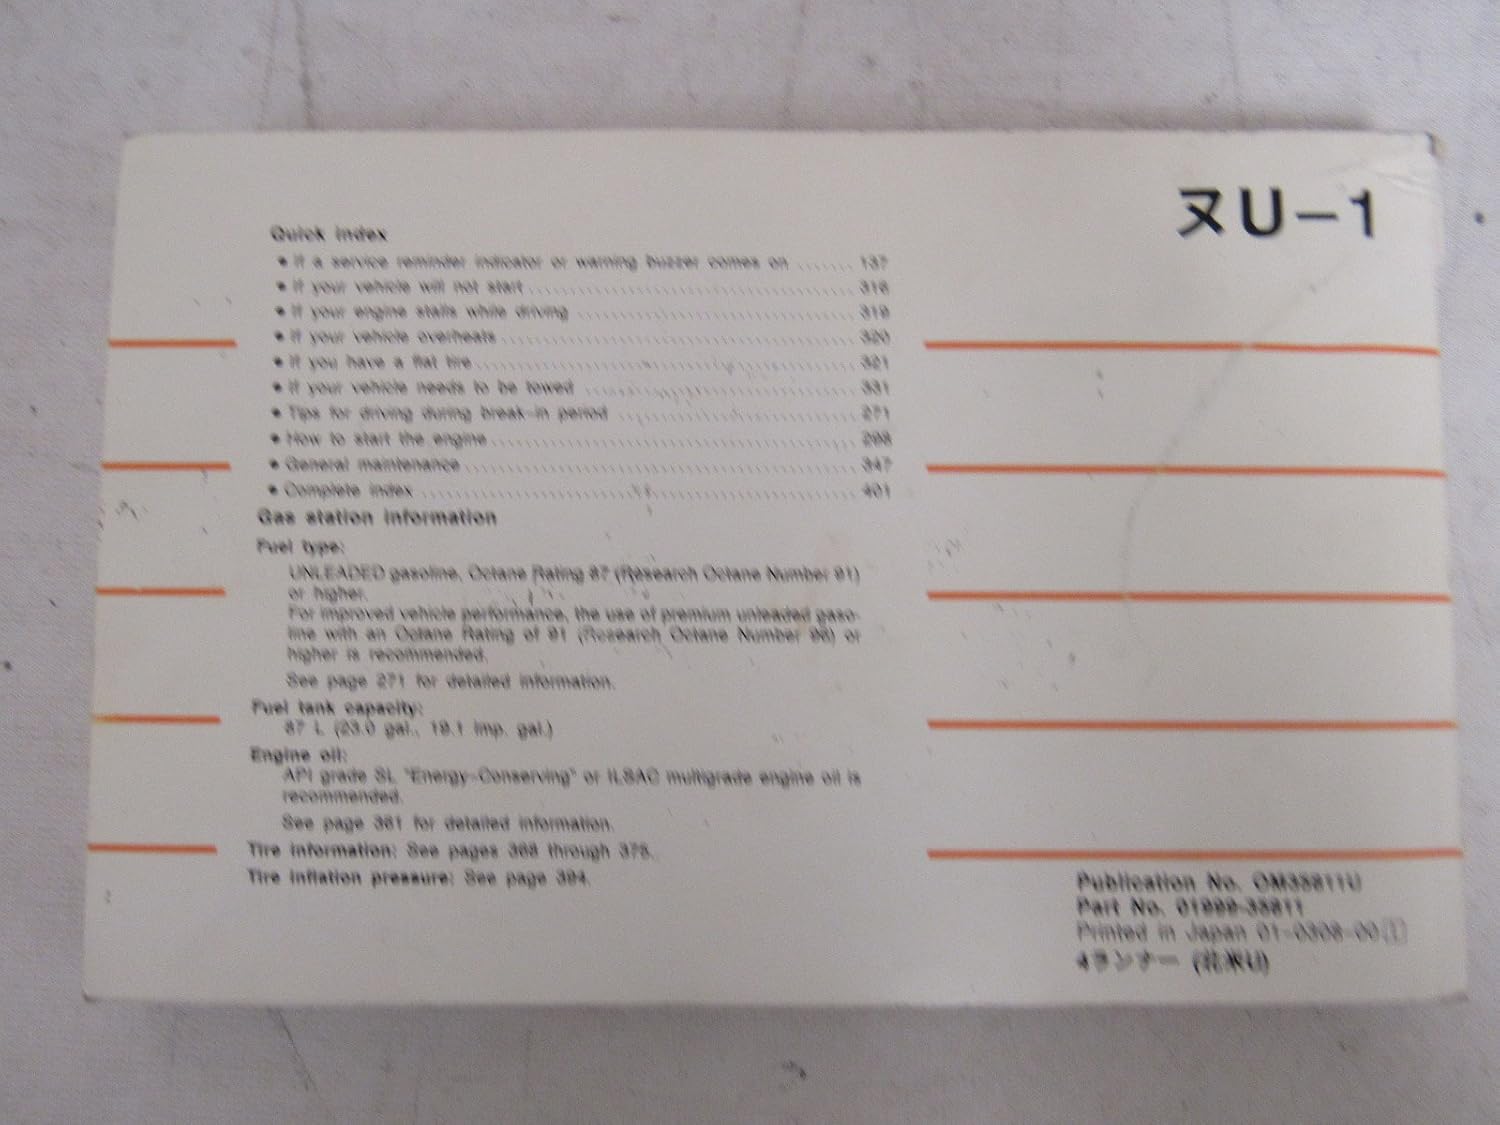 ヌU－1
Quick index
● If a service reminder indicator or warning buzzer comes on ....... 137
● If your vehicle will not start ........ 318
● If your engine stalls while driving ........ 319
● If your vehicle overheats ........ 320
● If you have a flat tire ........ 321
● If your vehicle needs to be towed ........ 331
● Tips for driving during break-in period ........ 271
● How to start the engine ........ 298
● General maintenance ........ 347
● Complete index ........ 401
Gas station information
Fuel type:
UNLEADED gasoline, Octane Rating 87 (Research Octane Number 91)
or higher.
For improved vehicle performance, the use of premium unleaded gaso-
line with an Octane Rating of 91 (Research Octane Number 96) or
higher is recommended.
See page 271 for detailed information.
Fuel tank capacity:
87 L (23.0 gal., 19.1 Imp. gal.)
Engine oil:
API grade SL "Energy-Conserving" or ILSAC multigrade engine oil is
recommended.
See page 361 for detailed information.
Tire information: See pages 368 through 375.
Tire inflation pressure: See page 394.
Publication No. OM35811U
Part No. 01999-35811
Printed in Japan 01-0308-00
4ランナー (北米U)